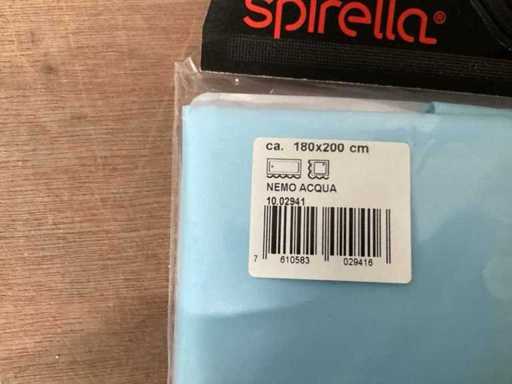 spirella®
ca. 180x200 cm
NEMO ACQUA
10.02941
7 610583 029416